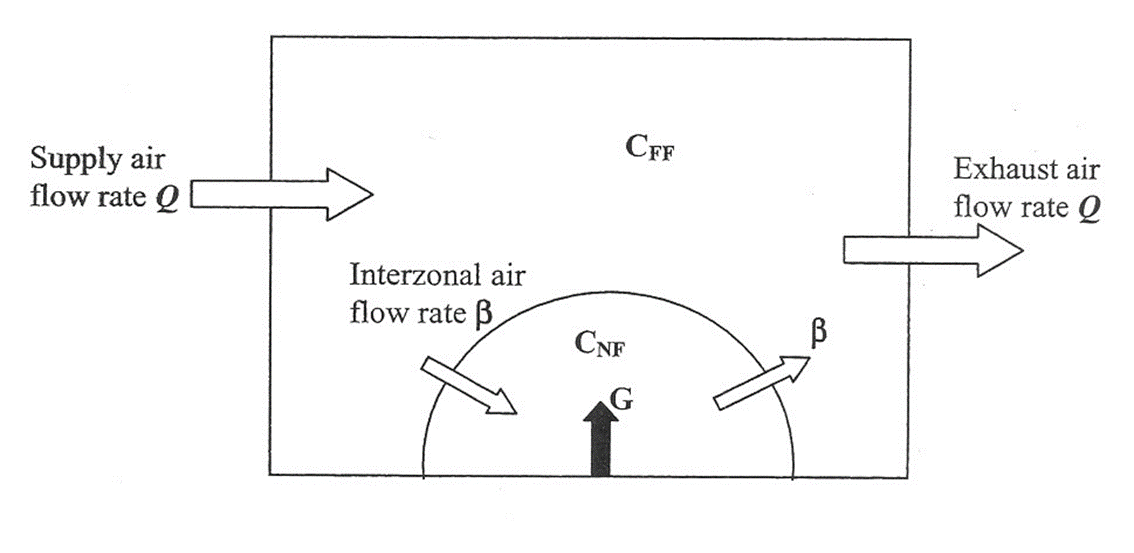 C_FF
Supply air
flow rate Q
Exhaust air
flow rate Q
Interzonal air
flow rate β
β
C_NF
G